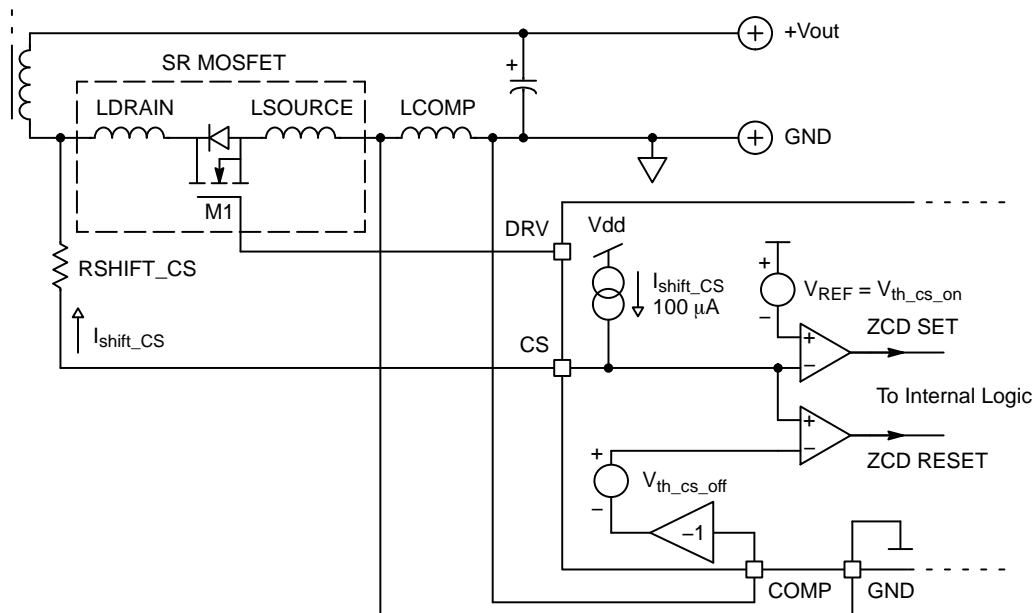 +Vout
SR MOSFET
LDRAIN
LSOURCE
LCOMP
+
GND
M1
DRV
Vdd
RSHIFT_CS
I_shift_CS
100 μA
+
–
V_REF = V_th_cs_on
ZCD SET
I_shift_CS
CS
+
–
To Internal Logic
+
–
ZCD RESET
+
–
V_th_cs_off
–1
COMP
GND